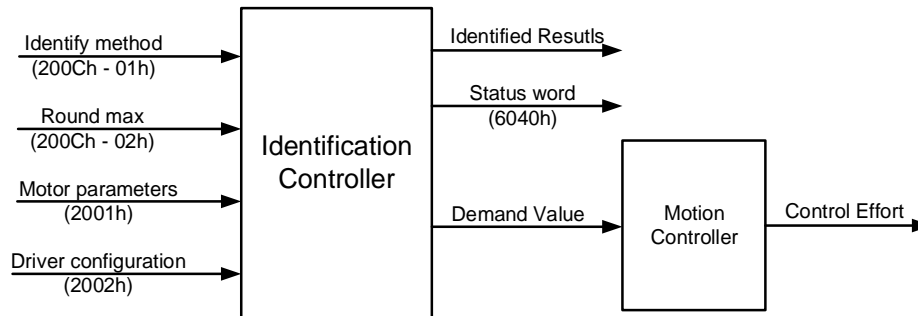 Identify method
(200Ch - 01h)
Round max
(200Ch - 02h)
Motor parameters
(2001h)
Driver configuration
(2002h)
Identification
Controller
Identified Resutls
Status word
(6040h)
Demand Value
Motion
Controller
Control Effort